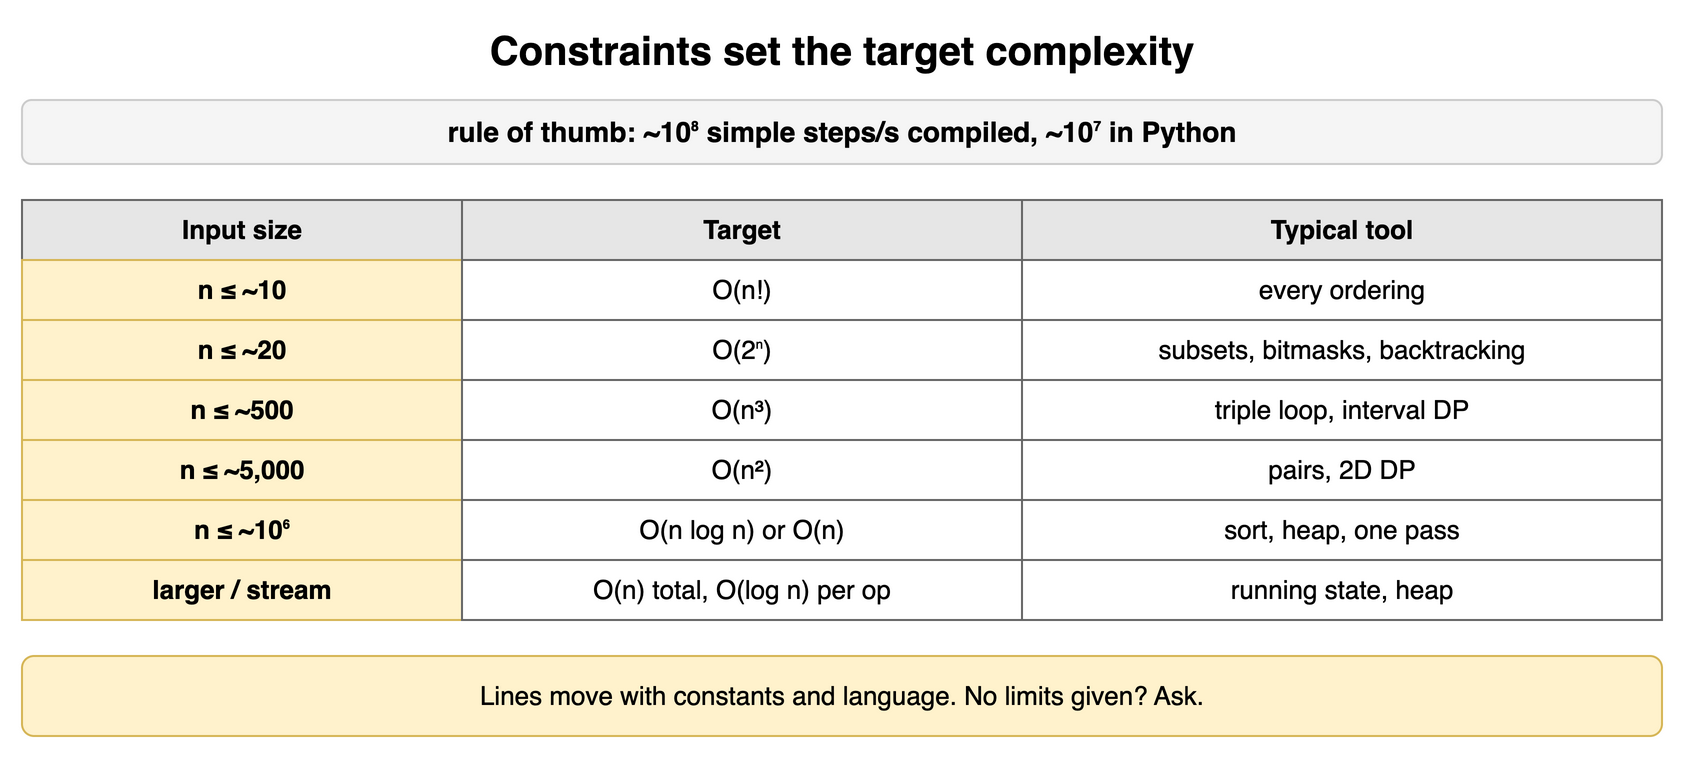 Constraints set the target complexity
rule of thumb: ~10⁸ simple steps/s compiled, ~10⁷ in Python
Input size Target Typical tool
n ≤ ~10 O(n!) every ordering
n ≤ ~20 O(2ⁿ) subsets, bitmasks, backtracking
n ≤ ~500 O(n³) triple loop, interval DP
n ≤ ~5,000 O(n²) pairs, 2D DP
n ≤ ~10⁶ O(n log n) or O(n) sort, heap, one pass
larger / stream O(n) total, O(log n) per op running state, heap
Lines move with constants and language. No limits given? Ask.